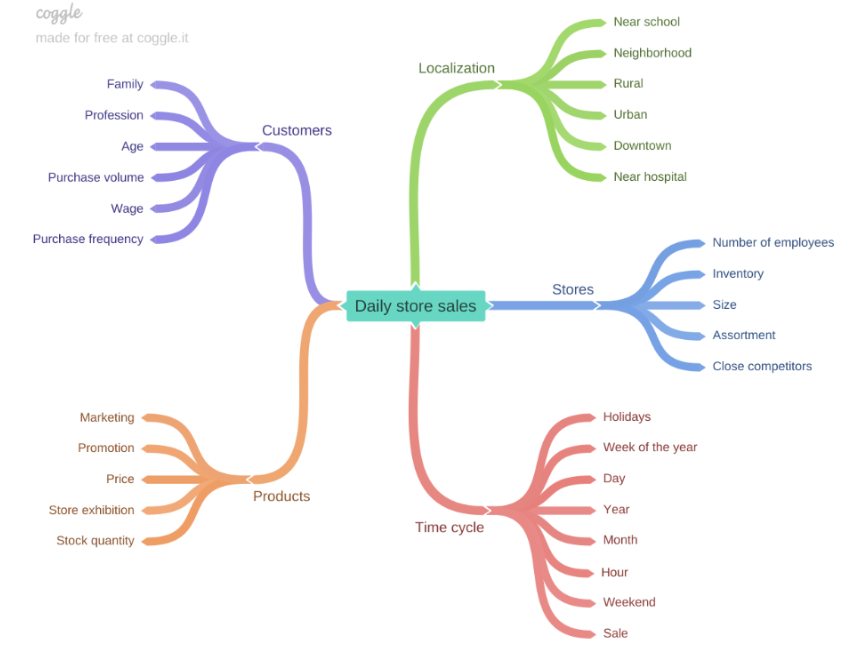 coggle
made for free at coggle.it
Customers
Family
Profession
Age
Purchase volume
Wage
Purchase frequency
Localization
Near school
Neighborhood
Rural
Urban
Downtown
Near hospital
Daily store sales
Stores
Number of employees
Inventory
Size
Assortment
Close competitors
Products
Marketing
Promotion
Price
Store exhibition
Stock quantity
Time cycle
Holidays
Week of the year
Day
Year
Month
Hour
Weekend
Sale